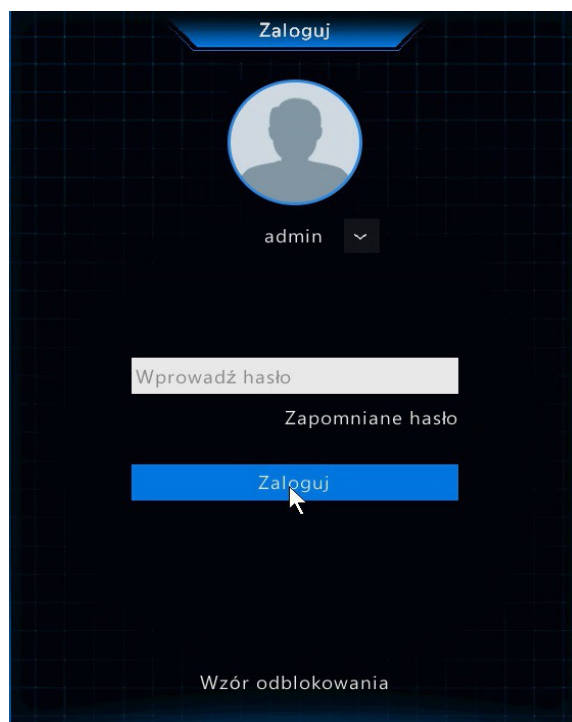 Zaloguj
admin
Wprowadź hasło
Zapomniane hasło
Zaloguj
Wzór odblokowania